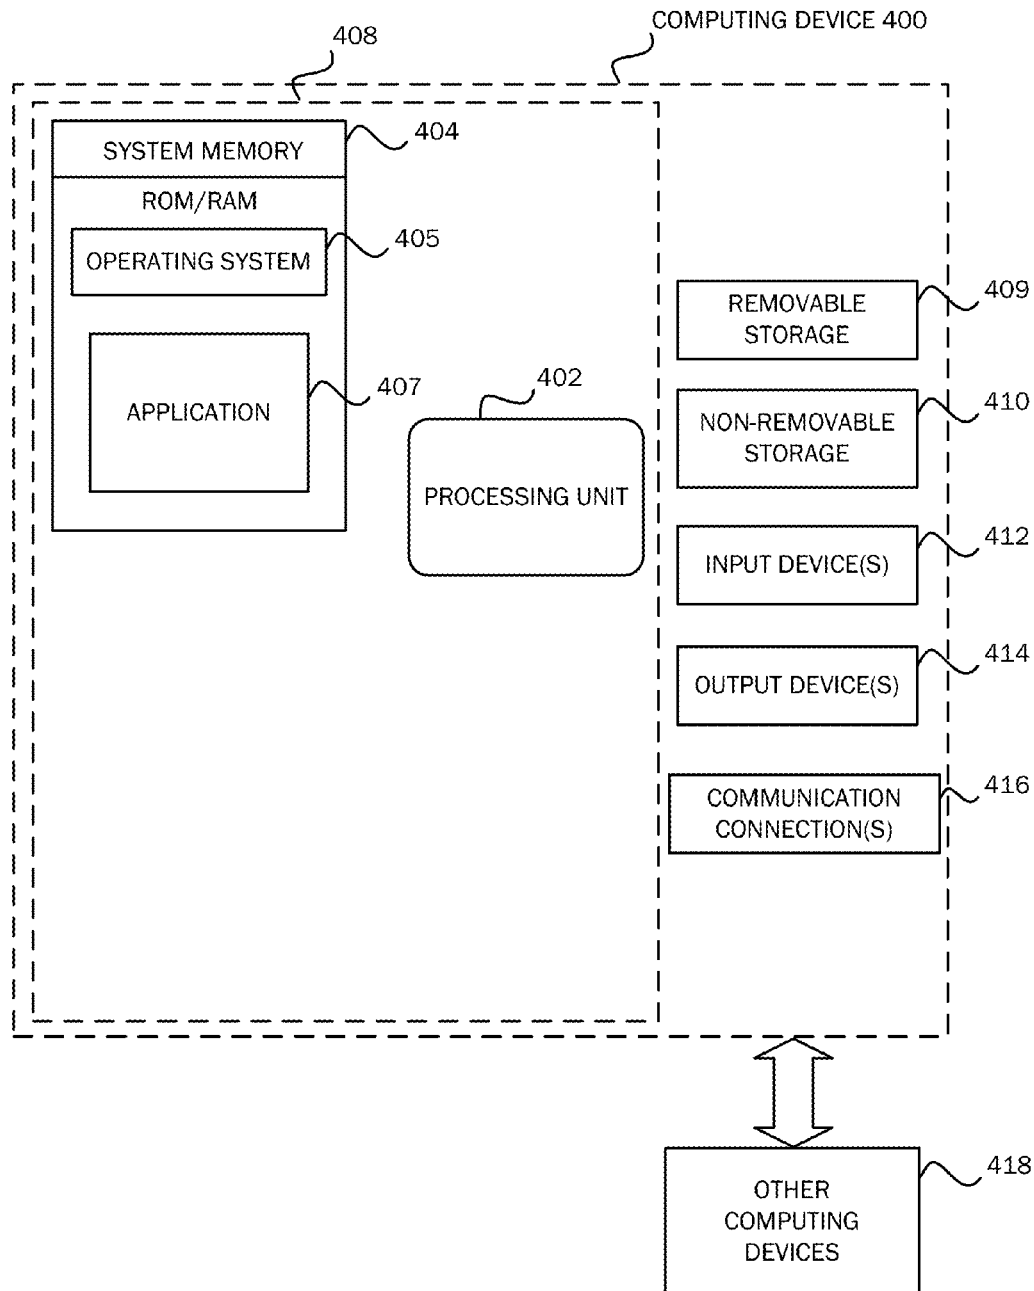 COMPUTING DEVICE 400
408
SYSTEM MEMORY
404
ROM/RAM
OPERATING SYSTEM
405
APPLICATION
407
402
PROCESSING UNIT
REMOVABLE
STORAGE
409
NON-REMOVABLE
STORAGE
410
INPUT DEVICE(S)
412
OUTPUT DEVICE(S)
414
COMMUNICATION
CONNECTION(S)
416
OTHER
COMPUTING
DEVICES
418